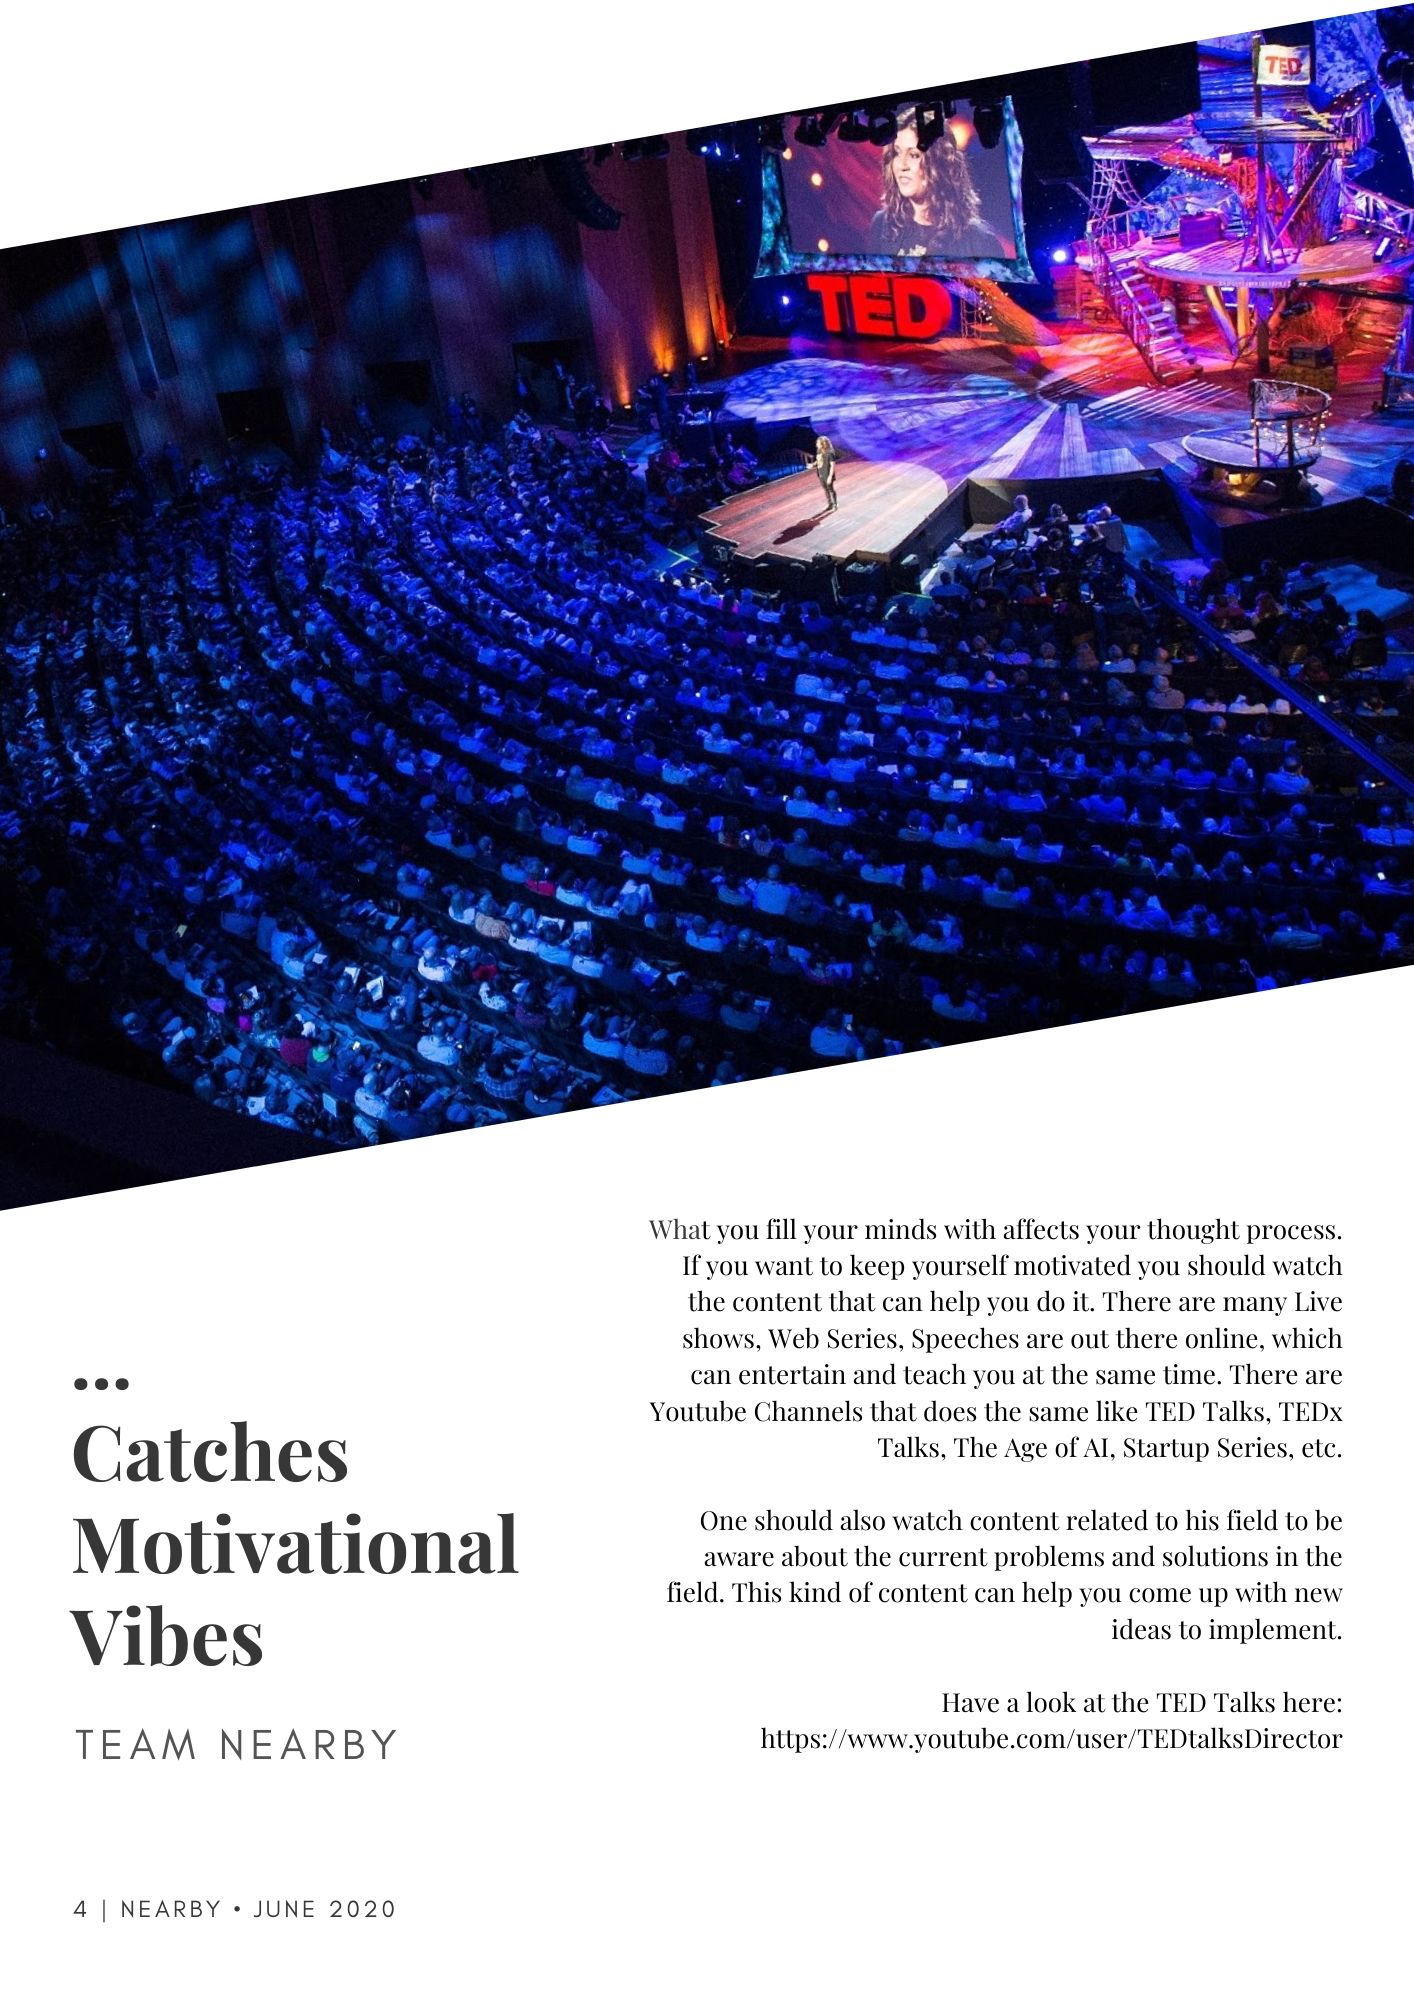 TED
TED
...
Catches
Motivational
Vibes
TEAM NEARBY
What you fill your minds with affects your thought process.
If you want to keep yourself motivated you should watch
the content that can help you do it. There are many Live
shows, Web Series, Speeches are out there online, which
can entertain and teach you at the same time. There are
Youtube Channels that does the same like TED Talks, TEDx
Talks, The Age of AI, Startup Series, etc.
One should also watch content related to his field to be
aware about the current problems and solutions in the
field. This kind of content can help you come up with new
ideas to implement.
Have a look at the TED Talks here:
https://www.youtube.com/user/TEDtalksDirector
4 | NEARBY • JUNE 2020